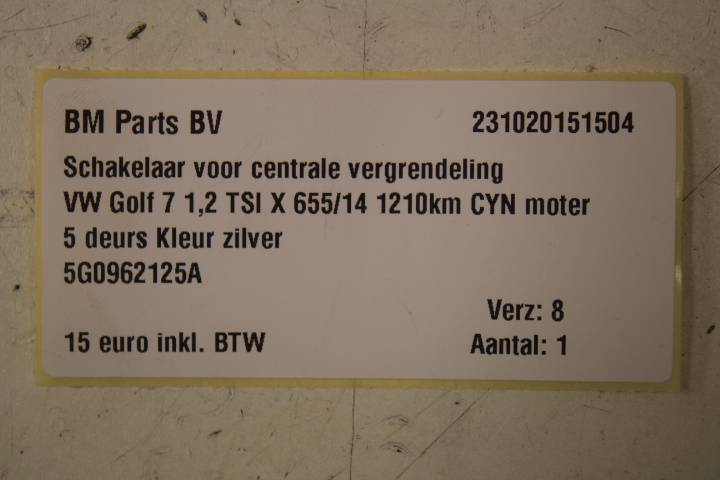 BM Parts BV 231020151504
Schakelaar voor centrale vergrendeling
VW Golf 7 1,2 TSI X 655/14 1210km CYN moter
5 deurs Kleur zilver
5G0962125A
Verz: 8
15 euro inkl. BTW Aantal: 1